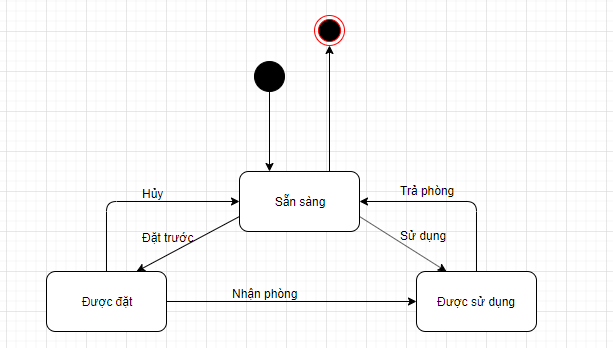 Hủy
Trả phòng
Sẵn sàng
Đặt trước
Sử dụng
Được đặt
Nhận phòng
Được sử dụng